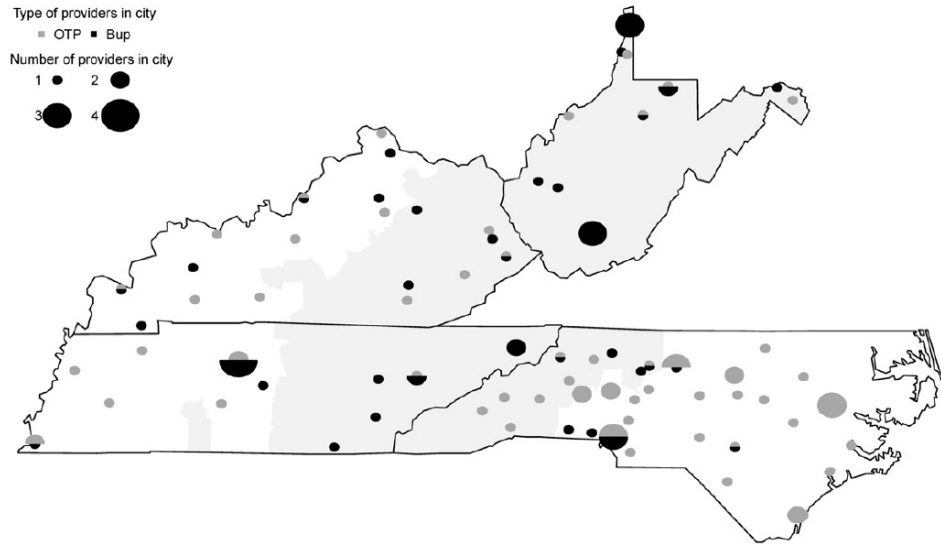 Type of providers in city
OTP Bup
Number of providers in city
1 2
3 4